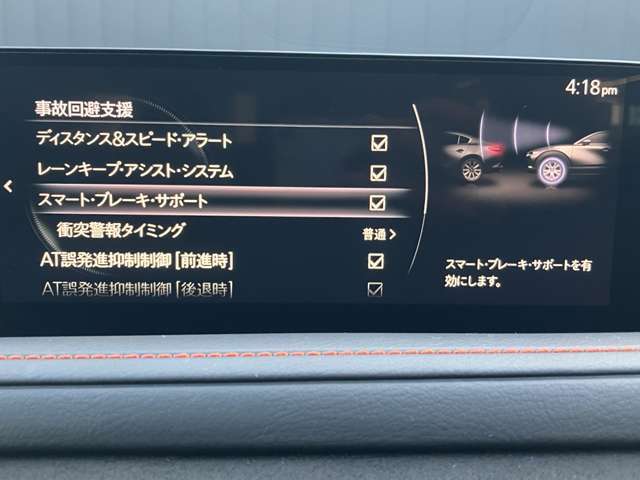 4:18pm
事故回避支援
ディスタンス&スピード・アラート
レーンキープ・アシスト・システム
スマート・ブレーキ・サポート
衝突警報タイミング 普通
AT誤発進抑制制御[前進時]
AT誤発進抑制制御[後退時]
スマート・ブレーキ・サポートを有
効にします。